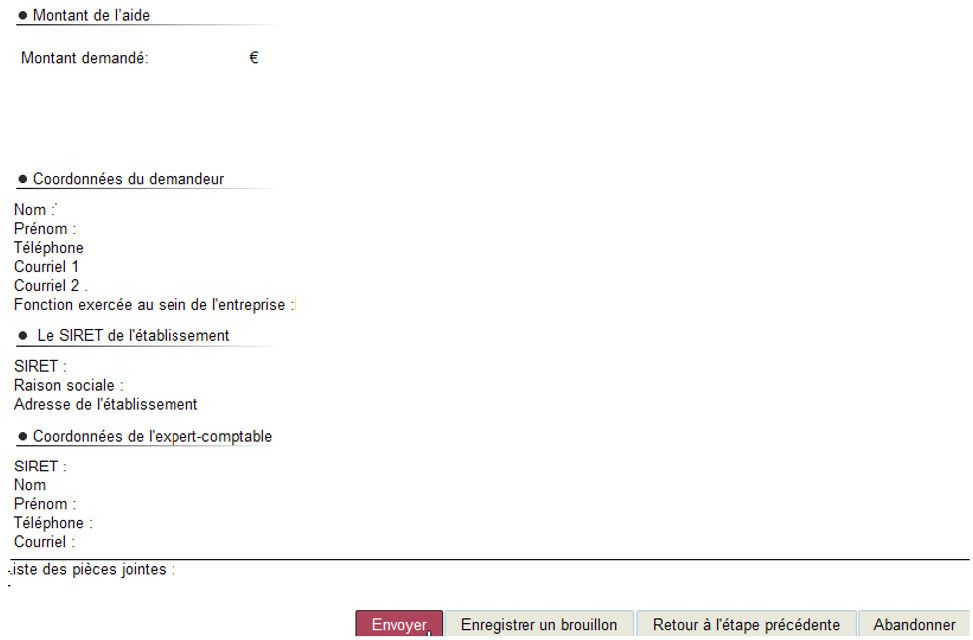 ● Montant de l'aide
Montant demandé: €
● Coordonnées du demandeur
Nom :
Prénom :
Téléphone
Courriel 1
Courriel 2 .
Fonction exercée au sein de l'entreprise :
● Le SIRET de l'établissement
SIRET :
Raison sociale :
Adresse de l'établissement
● Coordonnées de l'expert-comptable
SIRET :
Nom
Prénom :
Téléphone :
Courriel :
Liste des pièces jointes :
Envoyer Enregistrer un brouillon Retour à l'étape précédente Abandonner